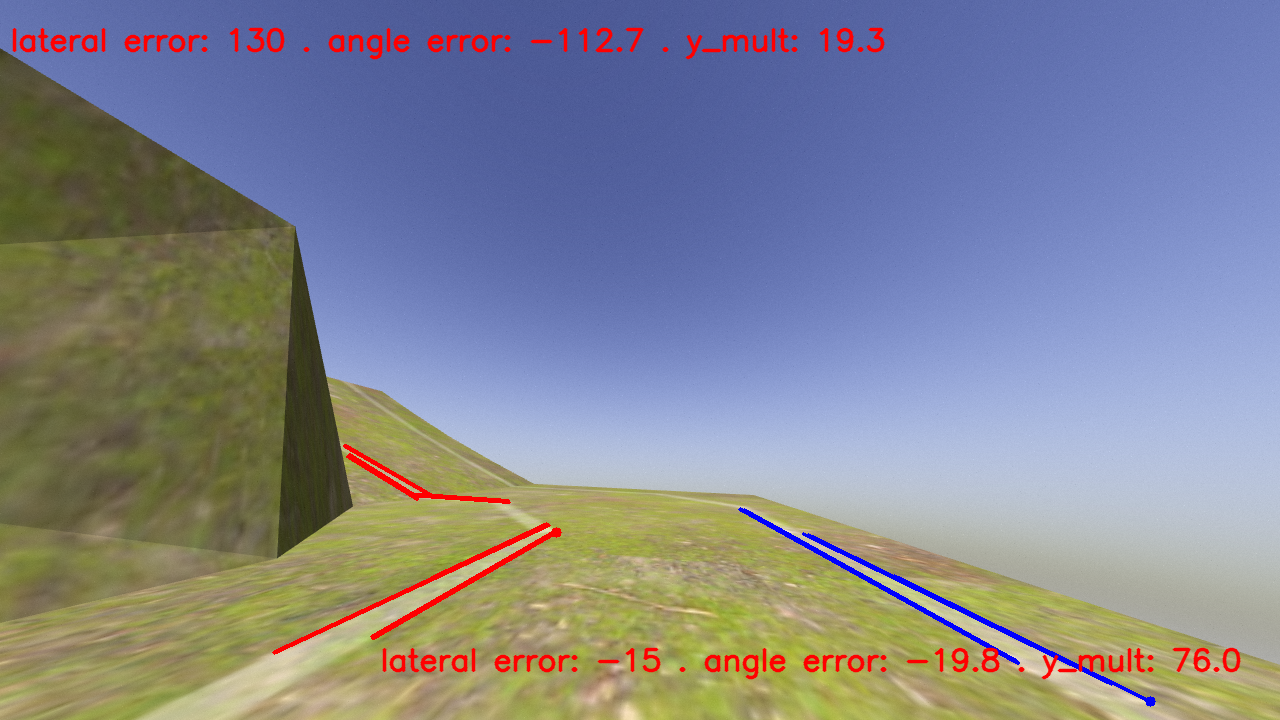 lateral error: 130 . angle error: -112.7 . y_mult: 19.3
lateral error: -15 . angle error: -19.8 . y_mult: 76.0